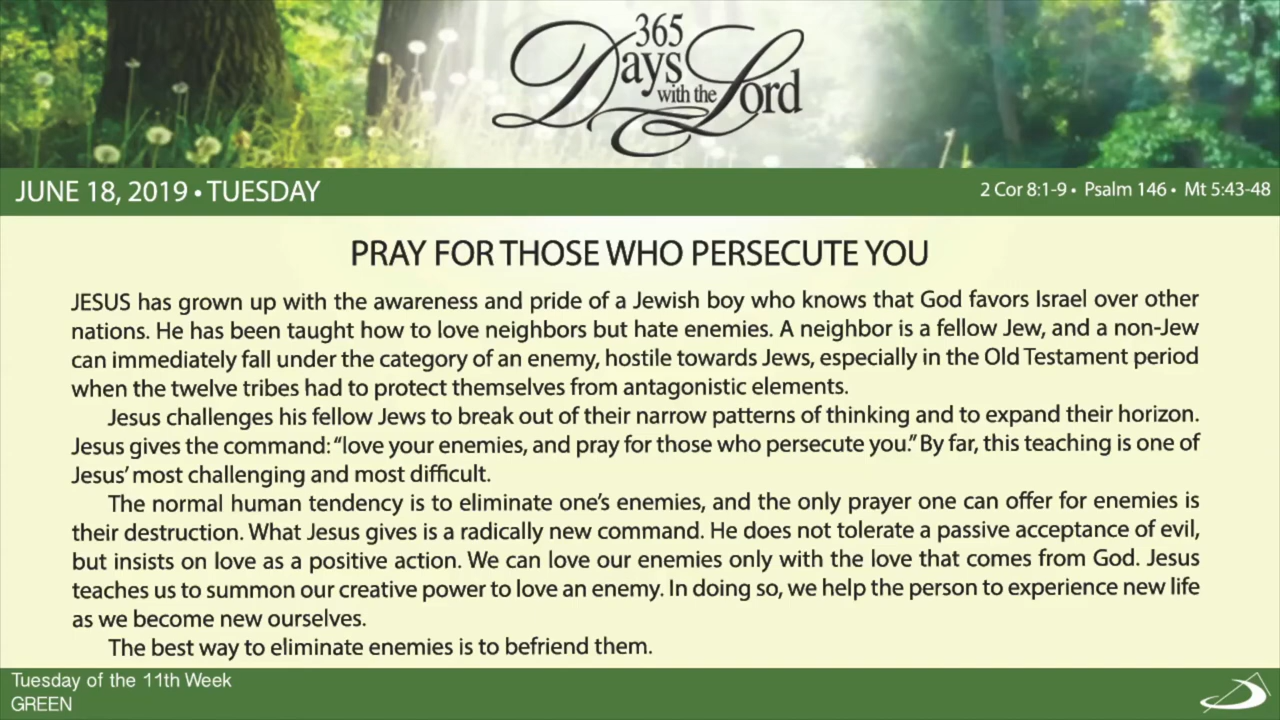 365
Days
with the Lord
JUNE 18, 2019 • TUESDAY
2 Cor 8:1-9 • Psalm 146 • Mt 5:43-48
PRAY FOR THOSE WHO PERSECUTE YOU
JESUS has grown up with the awareness and pride of a Jewish boy who knows that God favors Israel over other
nations. He has been taught how to love neighbors but hate enemies. A neighbor is a fellow Jew, and a non-Jew
can immediately fall under the category of an enemy, hostile towards Jews, especially in the Old Testament period
when the twelve tribes had to protect themselves from antagonistic elements.
Jesus challenges his fellow Jews to break out of their narrow patterns of thinking and to expand their horizon.
Jesus gives the command: “love your enemies, and pray for those who persecute you.” By far, this teaching is one of
Jesus’ most challenging and most difficult.
The normal human tendency is to eliminate one’s enemies, and the only prayer one can offer for enemies is
their destruction. What Jesus gives is a radically new command. He does not tolerate a passive acceptance of evil,
but insists on love as a positive action. We can love our enemies only with the love that comes from God. Jesus
teaches us to summon our creative power to love an enemy. In doing so, we help the person to experience new life
as we become new ourselves.
The best way to eliminate enemies is to befriend them.
Tuesday of the 11th Week
GREEN